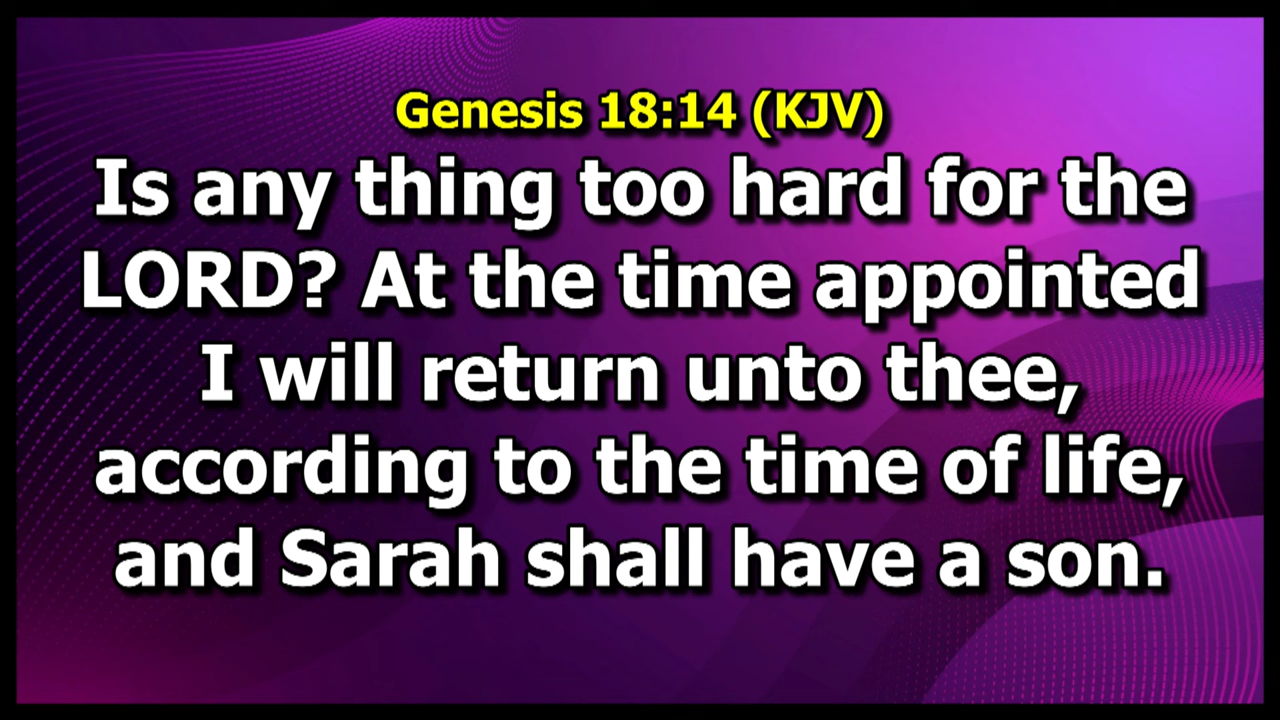 Genesis 18:14 (KJV)
Is any thing too hard for the
LORD? At the time appointed
I will return unto thee,
according to the time of life,
and Sarah shall have a son.